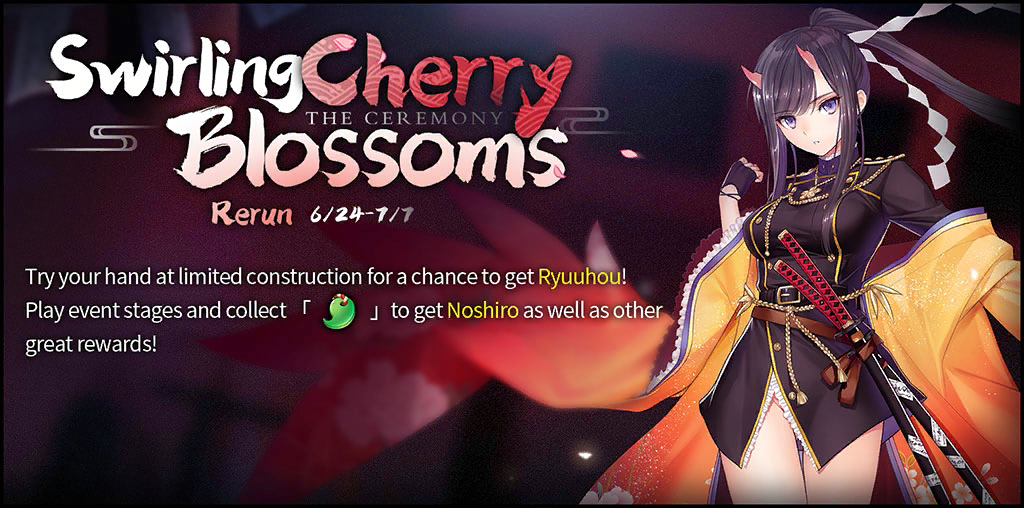 Swirling Cherry
THE CEREMONY
Blossoms
Rerun 6/24-7/7
Try your hand at limited construction for a chance to get Ryuuhou!
Play event stages and collect 「 」 to get Noshiro as well as other
great rewards!